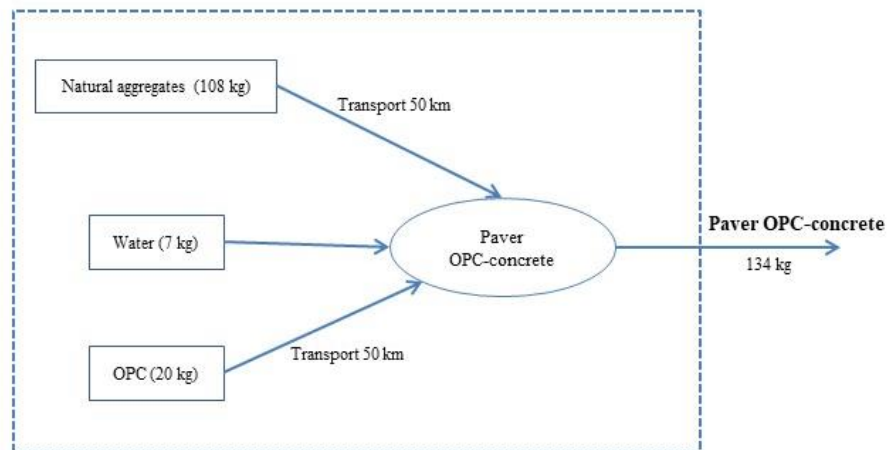 Natural aggregates (108 kg)
Transport 50 km
Water (7 kg)
Paver
OPC-concrete
Paver OPC-concrete
134 kg
OPC (20 kg)
Transport 50 km